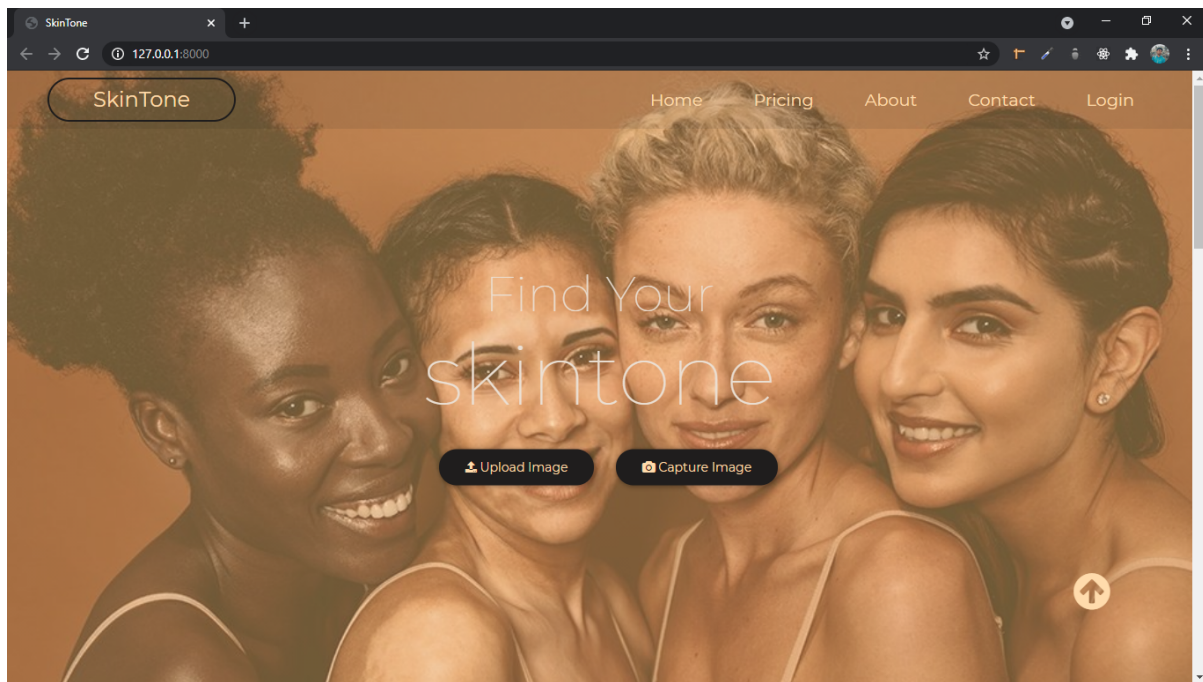 SkinTone
127.0.0.1:8000
SkinTone
Home Pricing About Contact Login
Find Your
skintone
Upload Image Capture Image